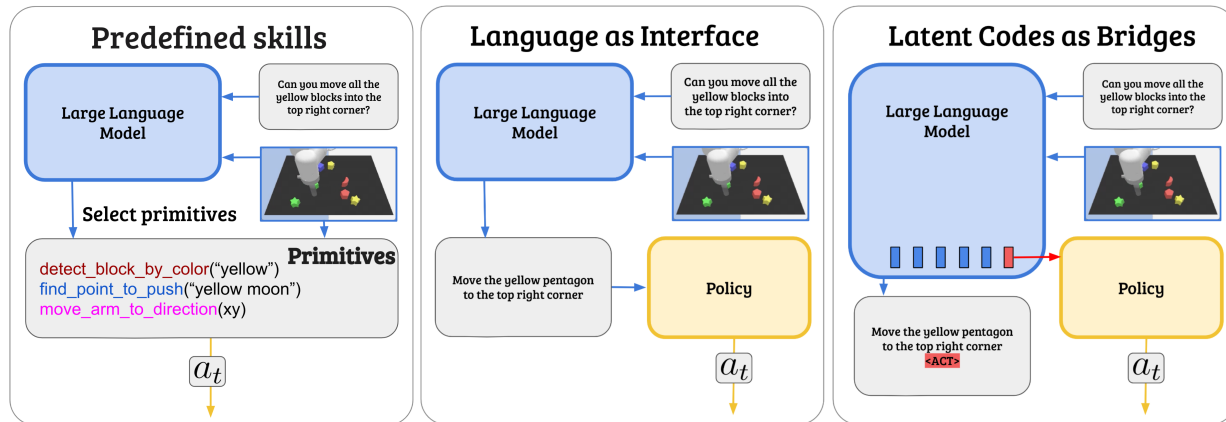 Predefined skills
Large Language
Model
Can you move all the
yellow blocks into the
top right corner?
Select primitives
Primitives
detect_block_by_color(“yellow”)
find_point_to_push(“yellow moon”)
move_arm_to_direction(xy)
a_t
Language as Interface
Large Language
Model
Can you move all the
yellow blocks into
the top right corner?
Move the yellow pentagon
to the top right corner
Policy
a_t
Latent Codes as Bridges
Large Language
Model
Can you move all the
yellow blocks into the
top right corner?
Move the yellow pentagon
to the top right corner
<ACT>
Policy
a_t